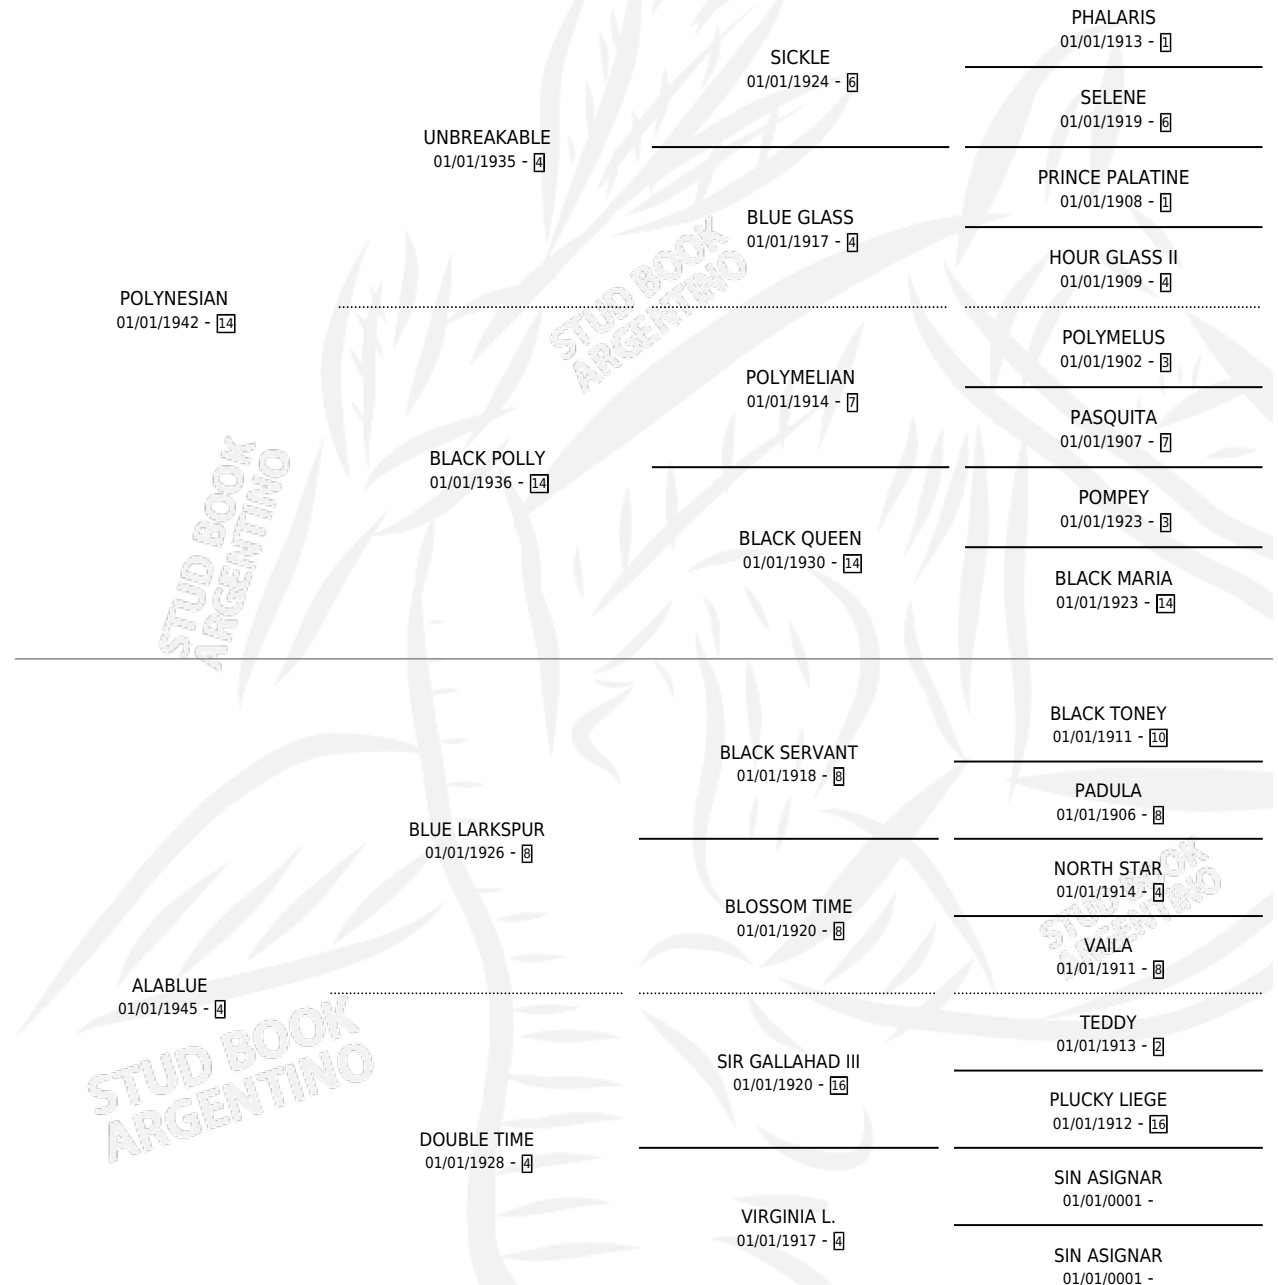 PHALARIS
01/01/1913 - 1
SICKLE
01/01/1924 - 6
SELENE
01/01/1919 - 6
UNBREAKABLE
01/01/1935 - 4
PRINCE PALATINE
01/01/1908 - 1
BLUE GLASS
01/01/1917 - 4
HOUR GLASS II
01/01/1909 - 4
POLYNESIAN
01/01/1942 - 14
POLYMELUS
01/01/1902 - 3
POLYMELIAN
01/01/1914 - 7
PASQUITA
01/01/1907 - 7
BLACK POLLY
01/01/1936 - 14
POMPEY
01/01/1923 - 3
BLACK QUEEN
01/01/1930 - 14
BLACK MARIA
01/01/1923 - 14
BLACK TONEY
01/01/1911 - 10
BLACK SERVANT
01/01/1918 - 8
PADULA
01/01/1906 - 8
BLUE LARKSPUR
01/01/1926 - 8
NORTH STAR
01/01/1914 - 4
BLOSSOM TIME
01/01/1920 - 8
VAILA
01/01/1911 - 8
ALABLUE
01/01/1945 - 4
TEDDY
01/01/1913 - 2
SIR GALLAHAD III
01/01/1920 - 16
PLUCKY LIEGE
01/01/1912 - 16
DOUBLE TIME
01/01/1928 - 4
SIN ASIGNAR
01/01/0001 -
VIRGINIA L.
01/01/1917 - 4
SIN ASIGNAR
01/01/0001 -
STUD BOOK
ARGENTINO
STUD BOOK
ARGENTINO
STUD BOOK
ARGENTINO
STUD BOOK
ARGENTINO